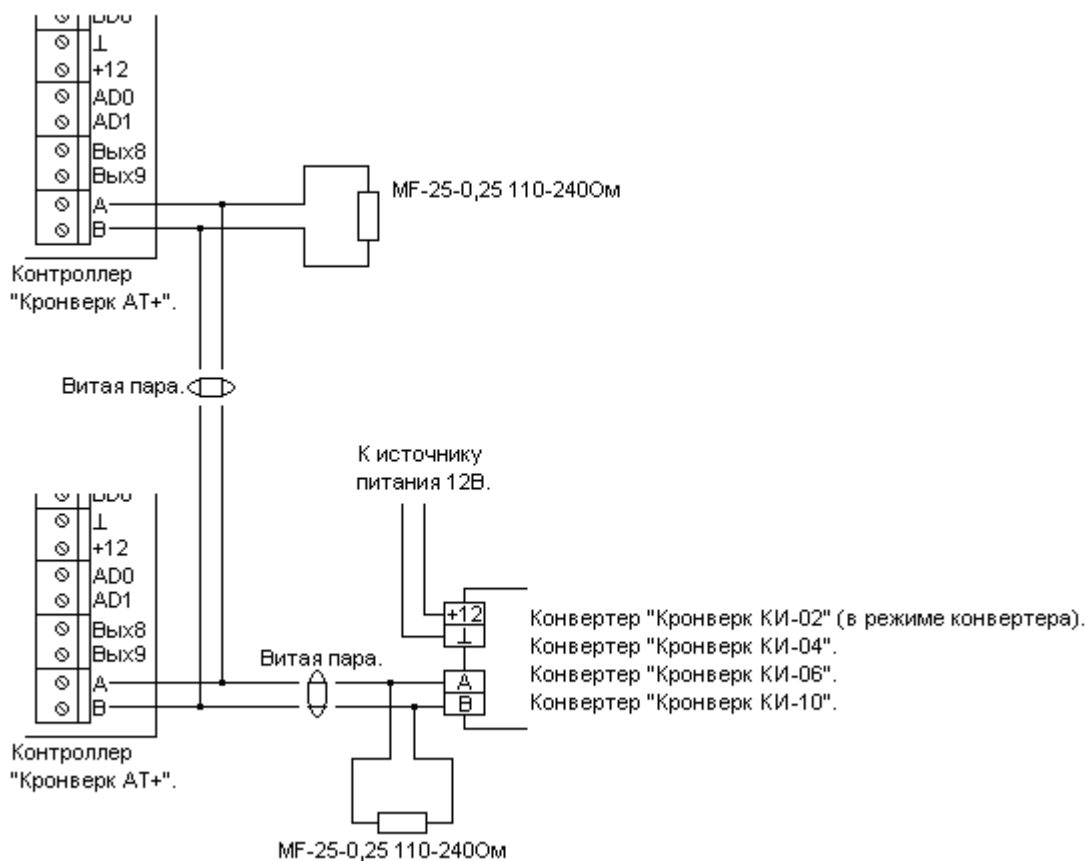 ⊥
+12
AD0
AD1
Вых8
Вых9
A
B
MF-25-0,25 110-240Ом
Контроллер
"Кронверк АТ+".
Витая пара.
К источнику
питания 12В.
⊥
+12
AD0
AD1
Вых8
Вых9
A
B
Контроллер
"Кронверк АТ+".
Витая пара.
+12
⊥
A
B
Конвертер "Кронверк КИ-02" (в режиме конвертера).
Конвертер "Кронверк КИ-04".
Конвертер "Кронверк КИ-06".
Конвертер "Кронверк КИ-10".
MF-25-0,25 110-240Ом